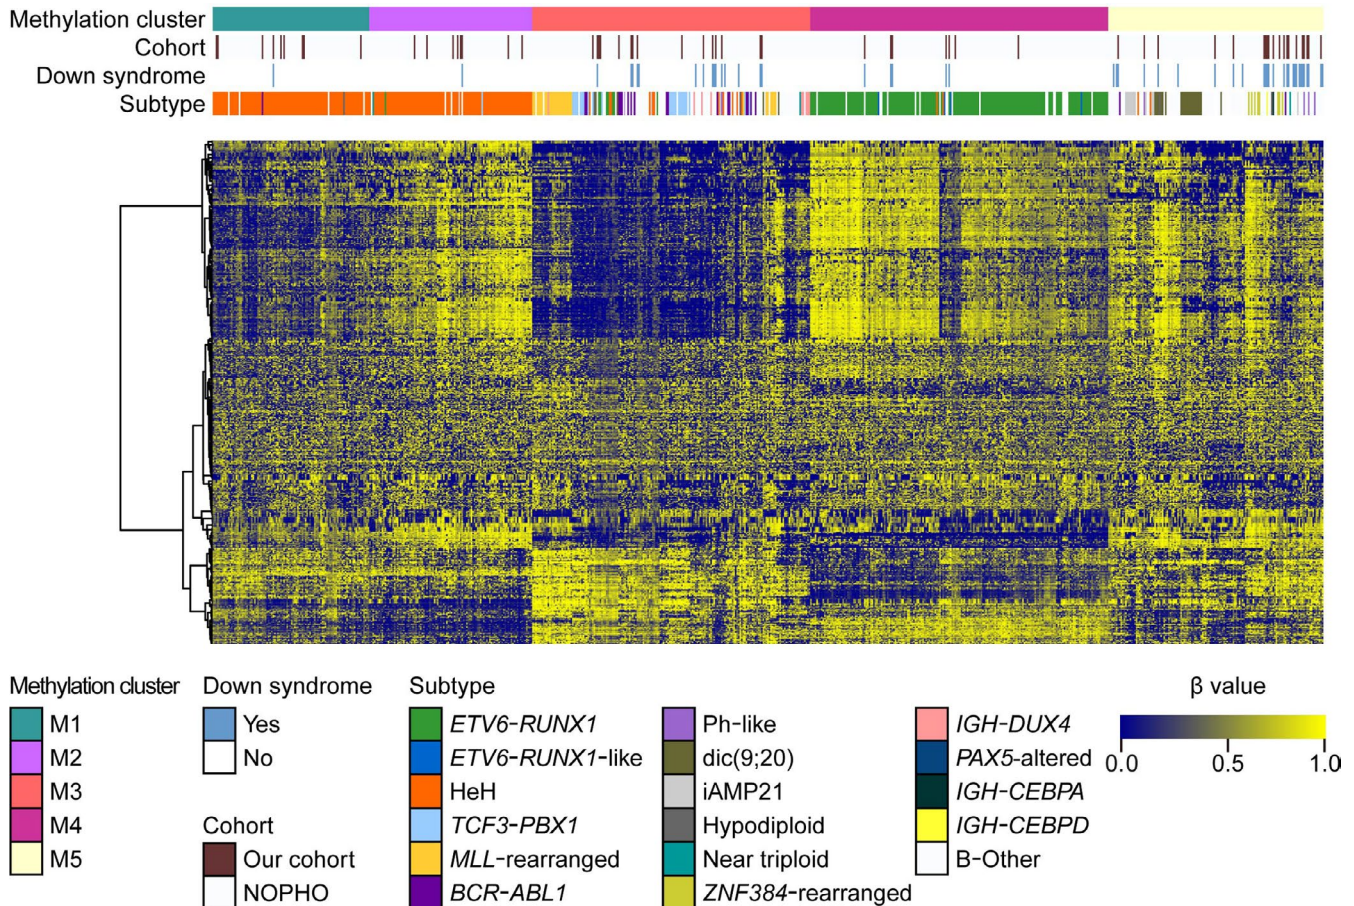 Methylation cluster
Cohort
Down syndrome
Subtype
Methylation cluster
M1
M2
M3
M4
M5
Down syndrome
Yes
No
Cohort
Our cohort
NOPHO
Subtype
ETV6-RUNX1
ETV6-RUNX1-like
HeH
TCF3-PBX1
MLL-rearranged
BCR-ABL1
Ph-like
dic(9;20)
iAMP21
Hypodiploid
Near triploid
ZNF384-rearranged
IGH-DUX4
PAX5-altered
IGH-CEBPA
IGH-CEBPD
B-Other
β value
0.0 0.5 1.0